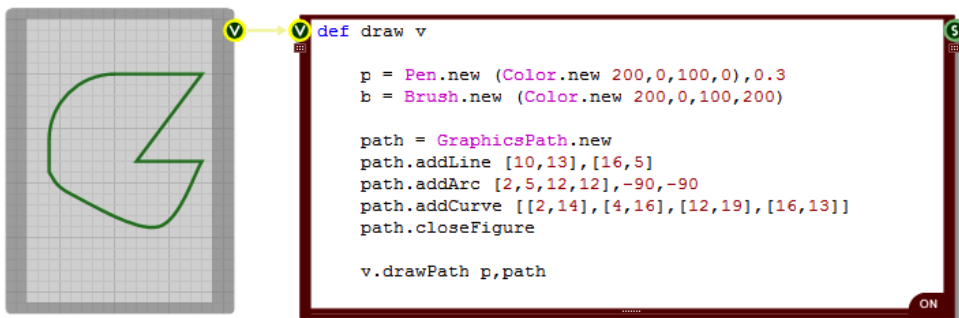 V V def draw v S
p = Pen.new (Color.new 200,0,100,0),0.3
b = Brush.new (Color.new 200,0,100,200)
path = GraphicsPath.new
path.addLine [10,13],[16,5]
path.addArc [2,5,12,12],-90,-90
path.addCurve [[2,14],[4,16],[12,19],[16,13]]
path.closeFigure
v.drawPath p,path
ON